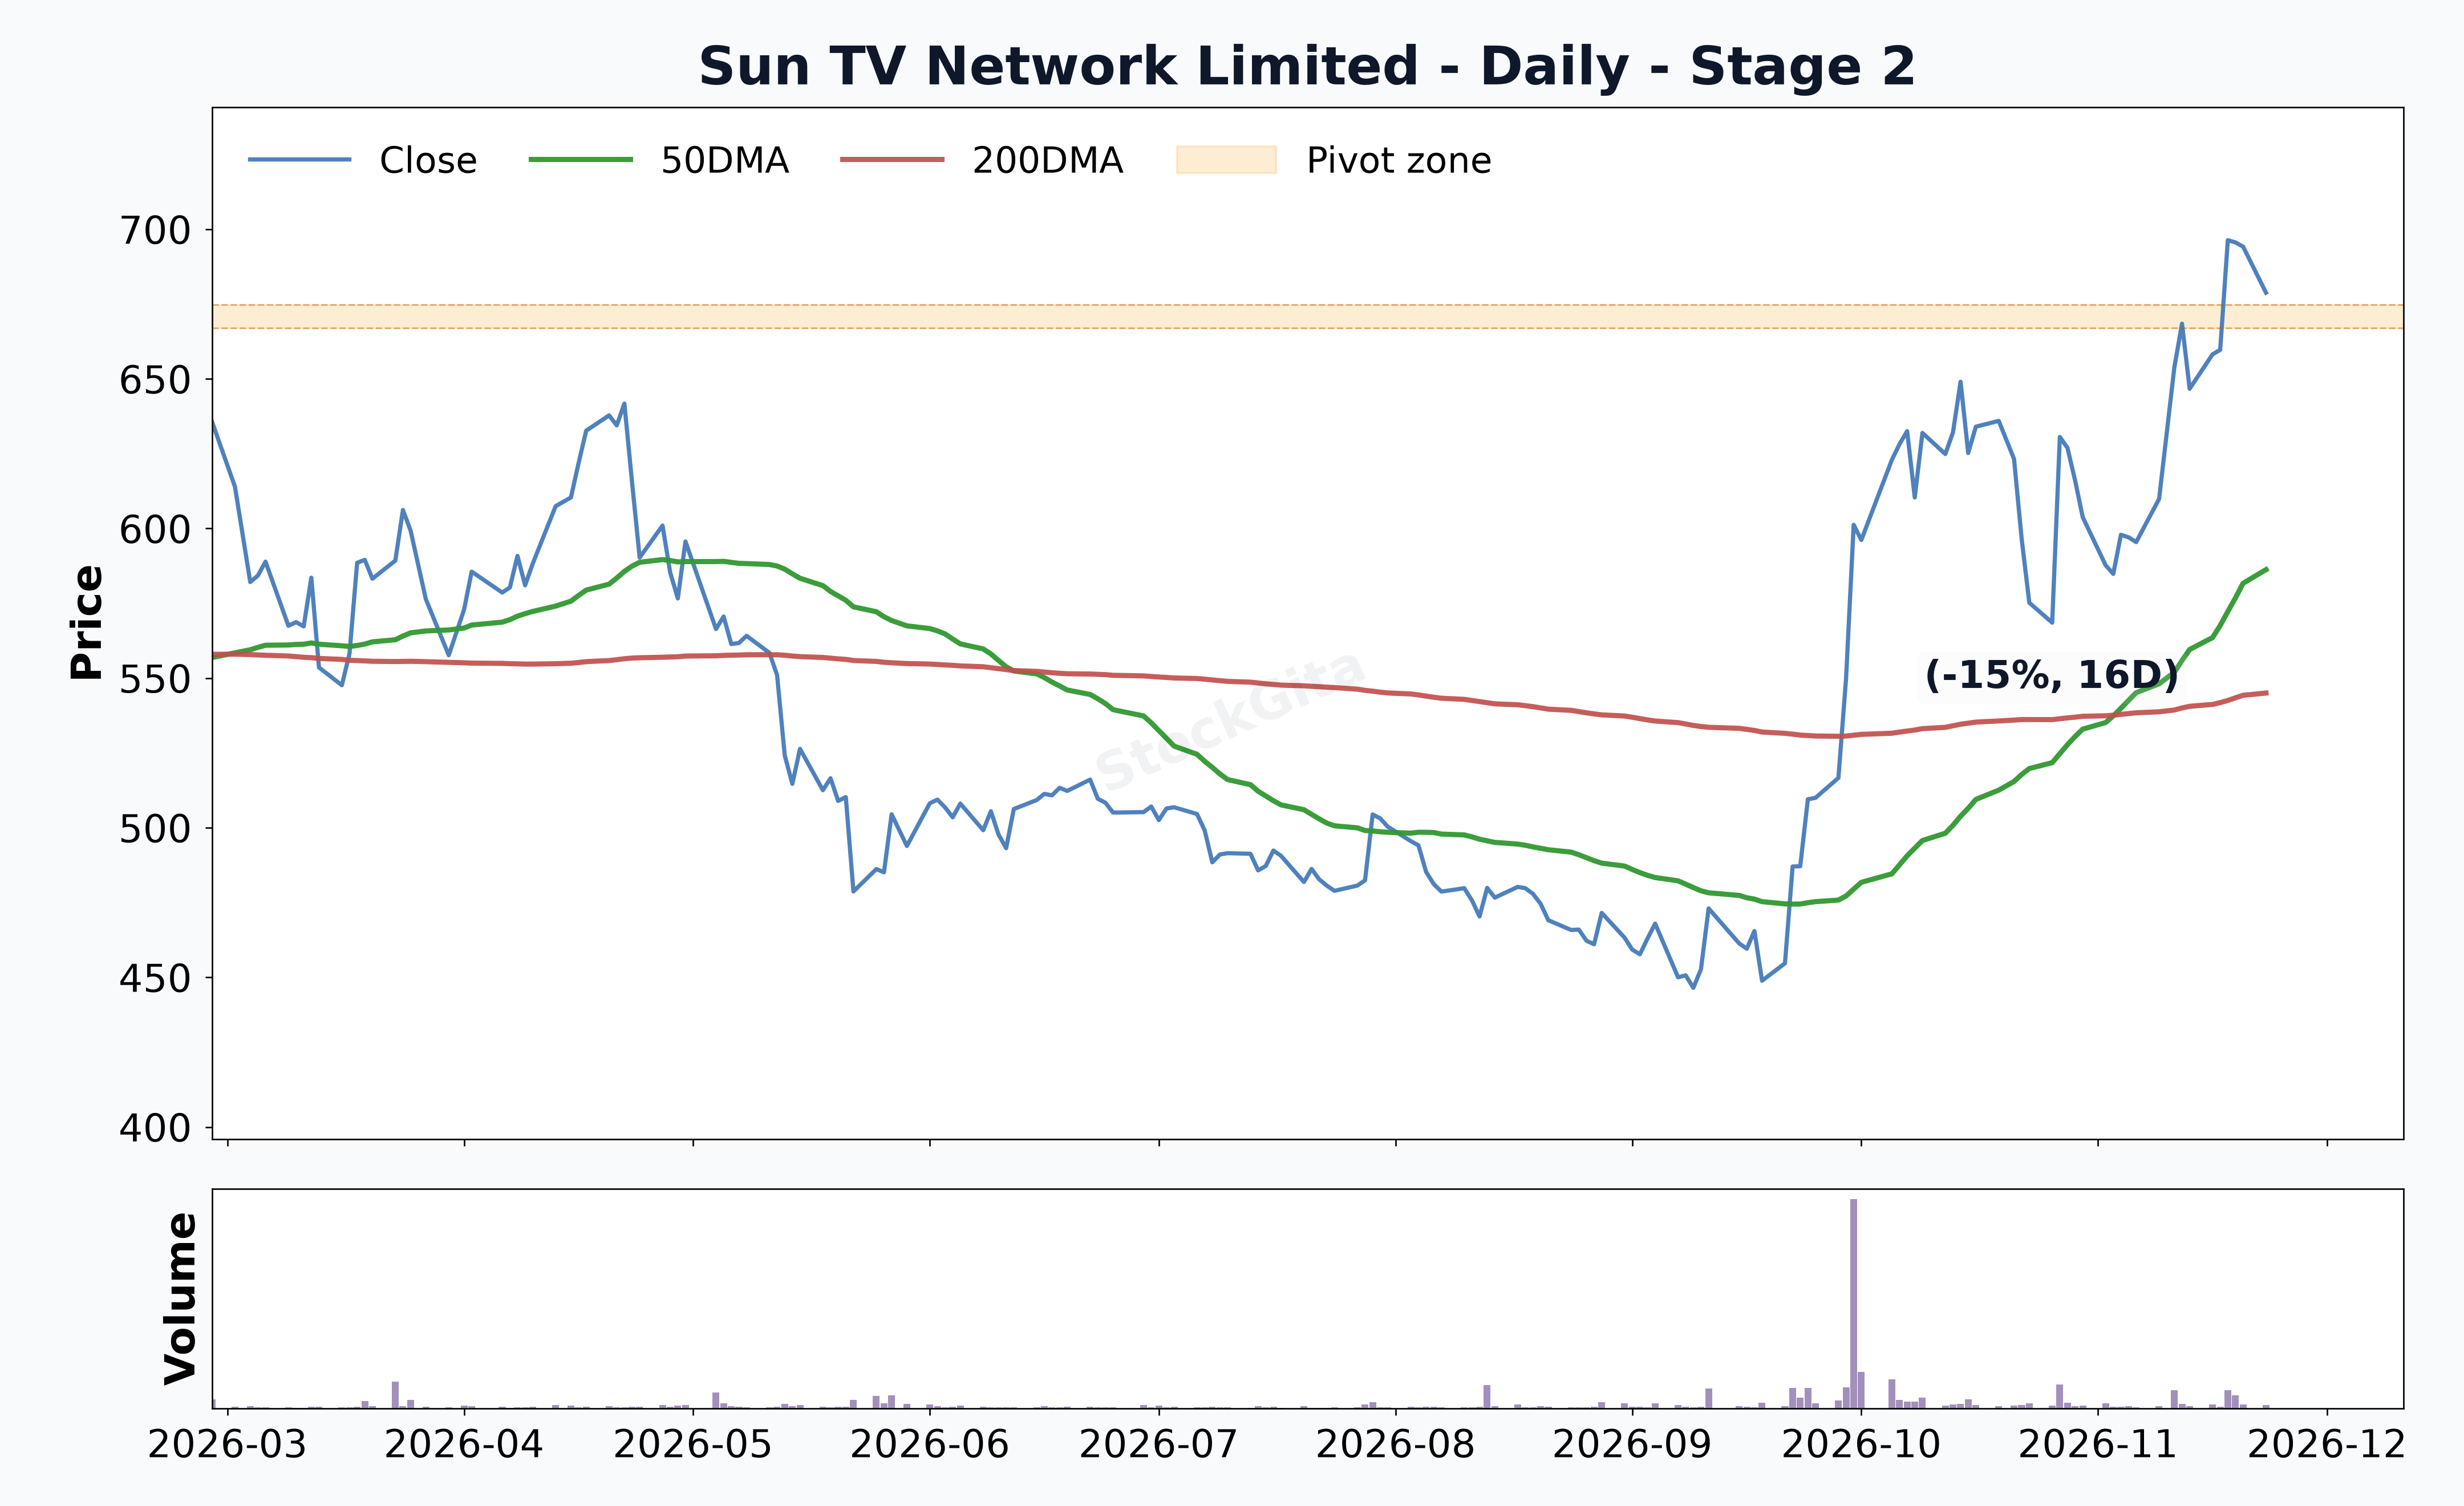 Sun TV Network Limited - Daily - Stage 2
Close 50DMA 200DMA Pivot zone
700
650
600
550
500
450
400
Price
(-15%, 16D)
StockGita
Volume
2026-03 2026-04 2026-05 2026-06 2026-07 2026-08 2026-09 2026-10 2026-11 2026-12